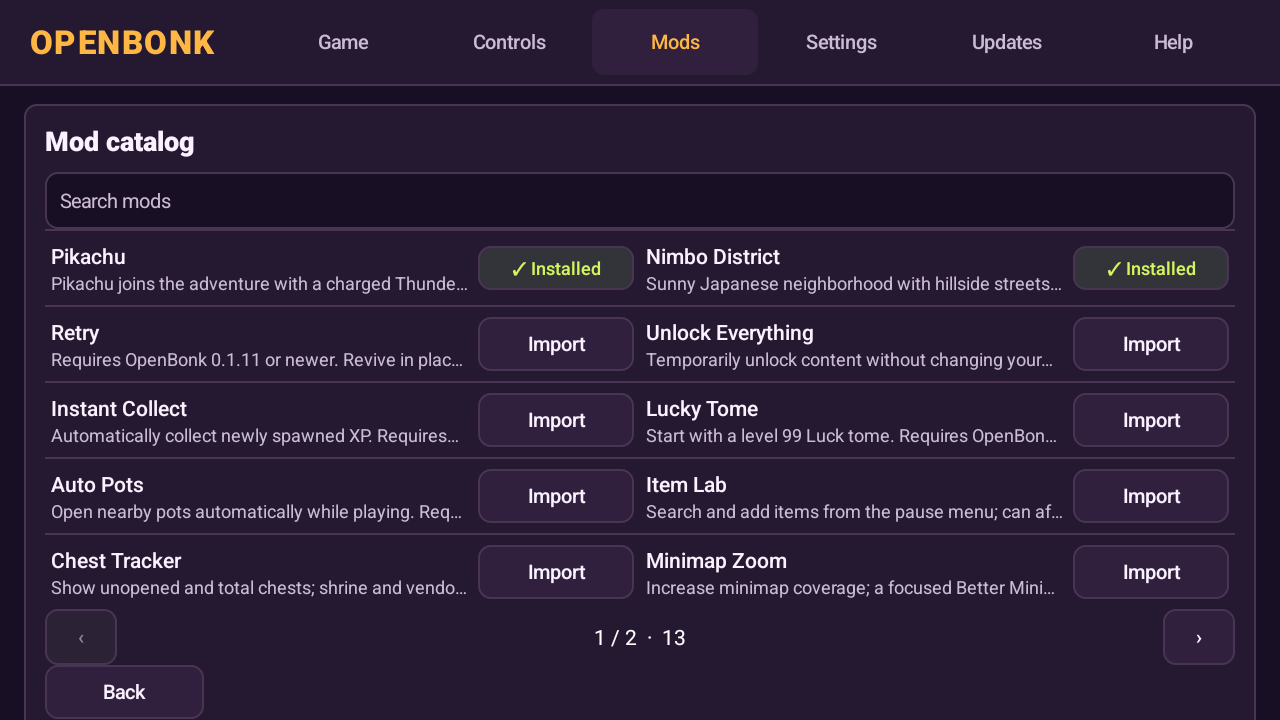 OPENBONK
Game
Controls
Mods
Settings
Updates
Help
Mod catalog
Search mods
Pikachu
Pikachu joins the adventure with a charged Thunde...
✓ Installed
Nimbo District
Sunny Japanese neighborhood with hillside streets...
✓ Installed
Retry
Requires OpenBonk 0.1.11 or newer. Revive in plac...
Import
Unlock Everything
Temporarily unlock content without changing your...
Import
Instant Collect
Automatically collect newly spawned XP. Requires...
Import
Lucky Tome
Start with a level 99 Luck tome. Requires OpenBon...
Import
Auto Pots
Open nearby pots automatically while playing. Req...
Import
Item Lab
Search and add items from the pause menu; can af...
Import
Chest Tracker
Show unopened and total chests; shrine and vendo...
Import
Minimap Zoom
Increase minimap coverage; a focused Better Mini...
Import
‹
1 / 2 · 13
›
Back